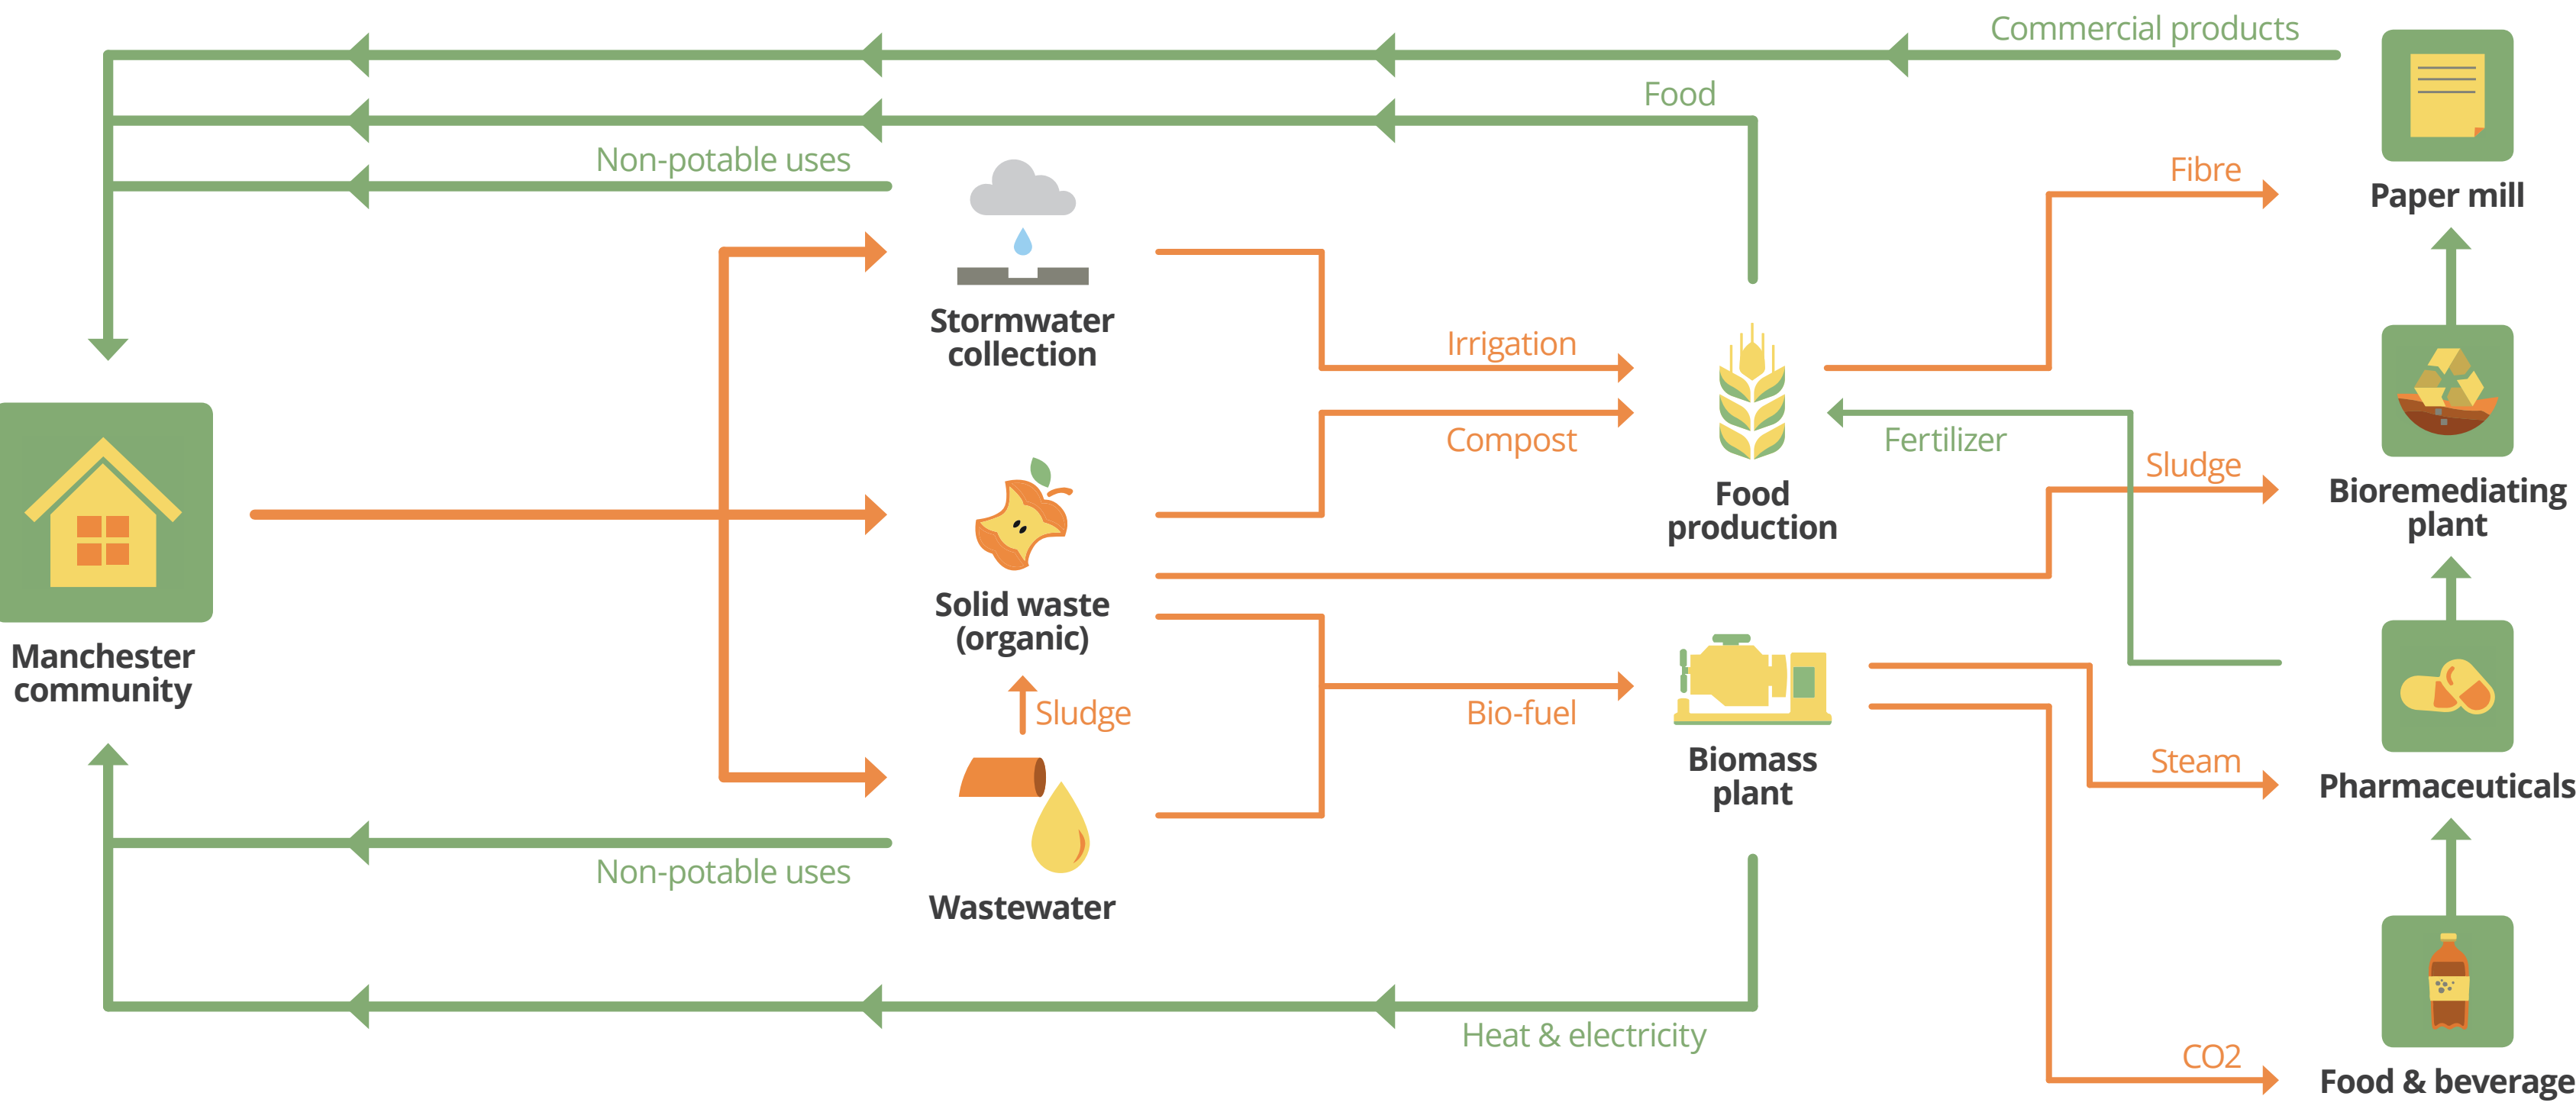 Commercial products
Food
Non-potable uses
Fibre
Paper mill
Stormwater
collection
Irrigation
Compost
Fertilizer
Sludge
Food
production
Bioremediating
plant
Solid waste
(organic)
Manchester
community
Sludge
Bio-fuel
Biomass
plant
Steam
Pharmaceuticals
Non-potable uses
Wastewater
Heat & electricity
CO2
Food & beverage